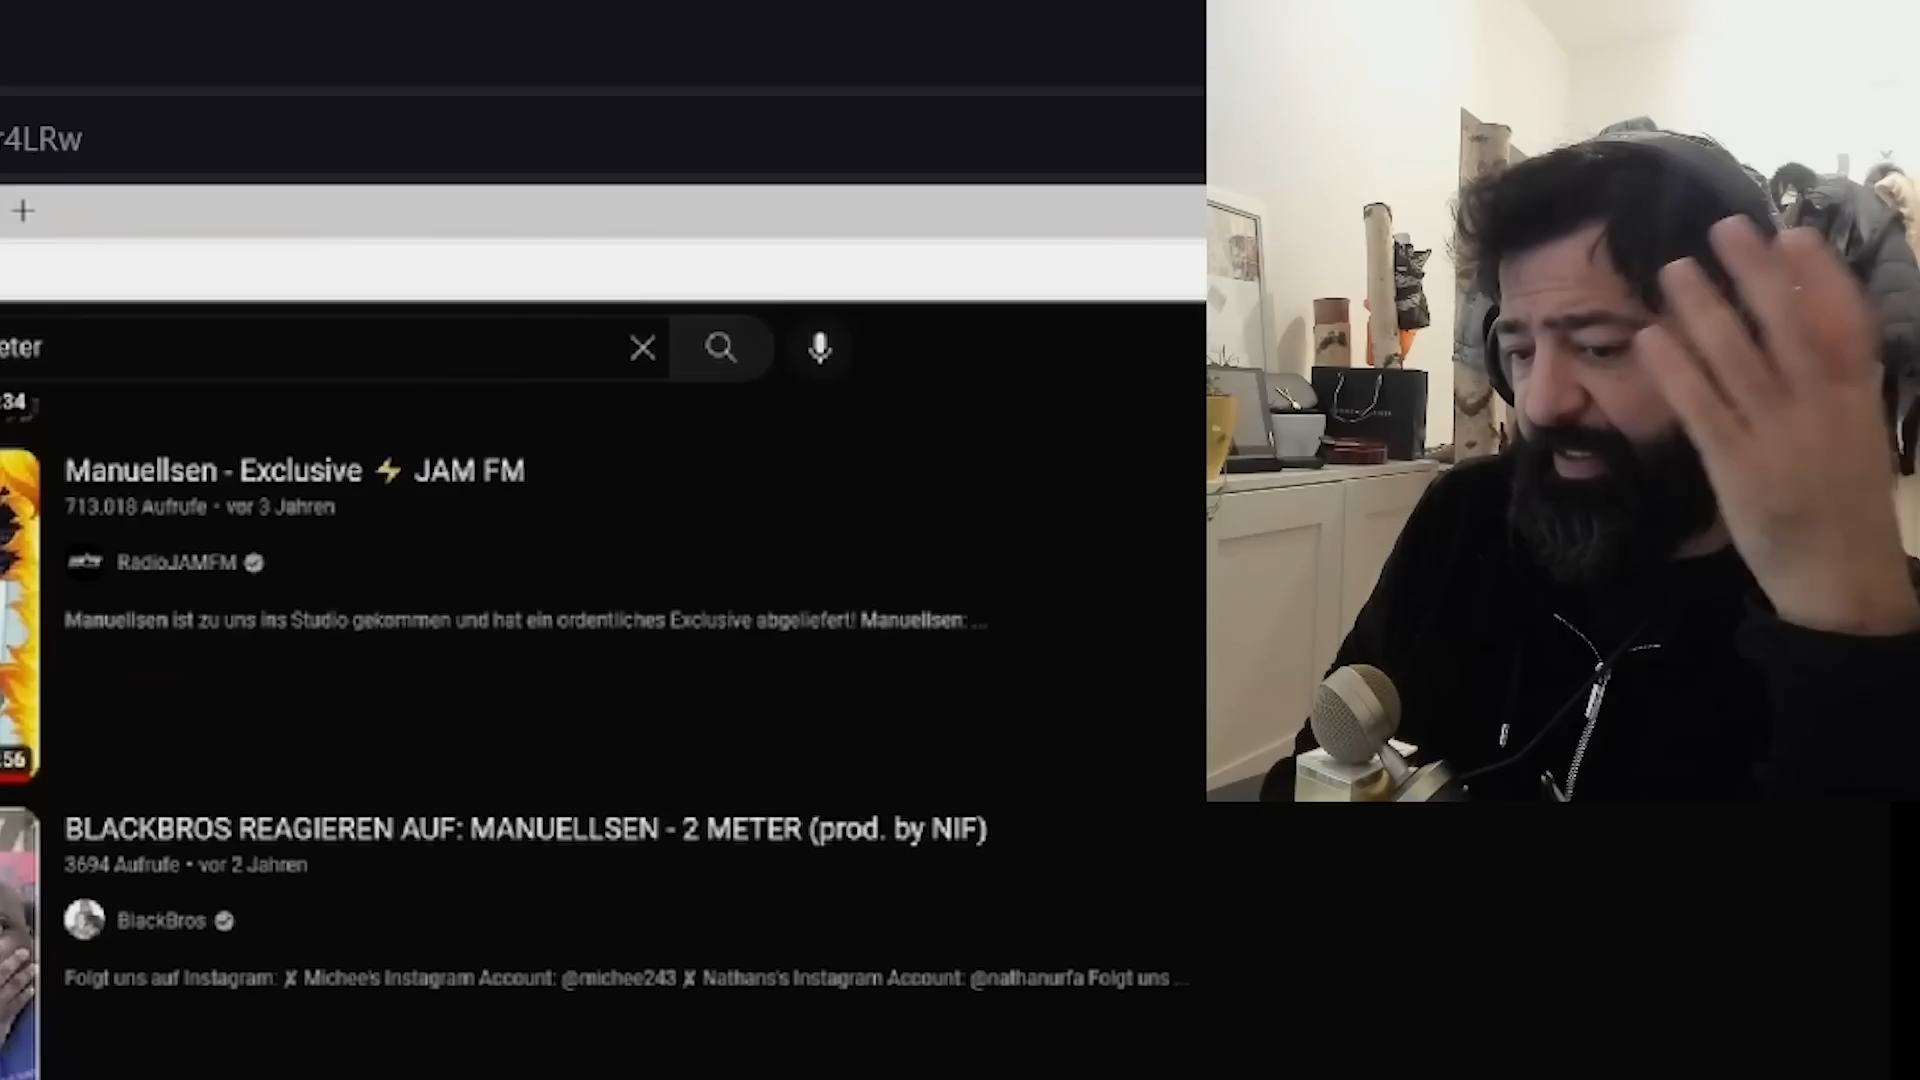 r4LRw
+
eter
:34
Manuellsen - Exclusive ⚡ JAM FM
713.018 Aufrufe • vor 3 Jahren
RadioJAMFM
Manuellsen ist zu uns ins Studio gekommen und hat ein ordentliches Exclusive abgeliefert! Manuellsen: ...
:56
BLACKBROS REAGIEREN AUF: MANUELLSEN - 2 METER (prod. by NIF)
3694 Aufrufe • vor 2 Jahren
BlackBros
Folgt uns auf Instagram: ✘ Michee's Instagram Account: @michee243 ✘ Nathans's Instagram Account: @nathanurfa Folgt uns ...